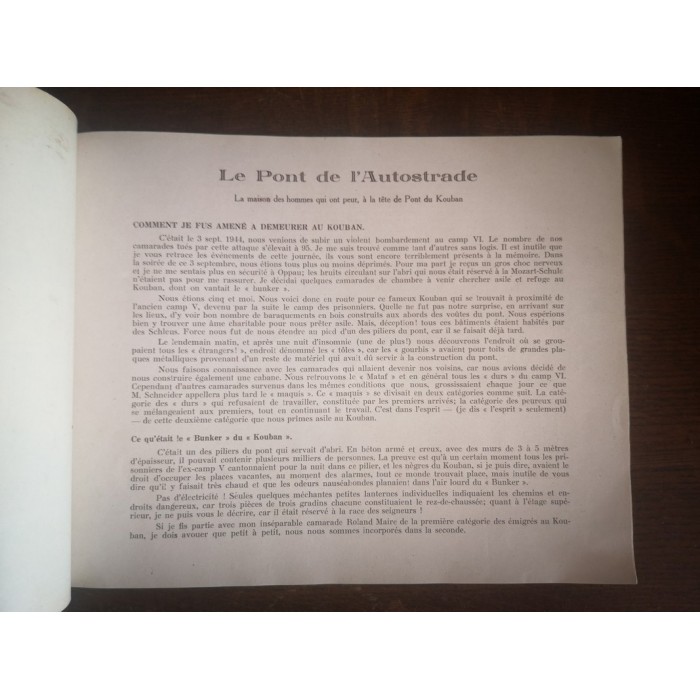 Le Pont de l'Autostrade
La maison des hommes qui ont peur, à la tête de Pont du Kouban
COMMENT JE FUS AMENÉ A DEMEURER AU KOUBAN.
C'était le 3 sept. 1944, nous venions de subir un violent bombardement au camp VI. Le nombre de nos
camarades tués par cette attaque s'élevait à 95. Je me suis trouvé comme tant d'autres sans logis. Il est inutile que
je vous retrace les événements de cette journée, ils vous sont encore terriblement présents à la mémoire. Dans
la soirée de ce 3 septembre, nous étions tous plus ou moins déprimés. Pour ma part je reçus un gros choc nerveux
et je ne me sentais plus en sécurité à Oppau; les bruits circulant sur l'abri qui nous était réservé à la Mozart-Schule
n'étaient pas pour me rassurer. Je décidai quelques camarades de chambre à venir chercher asile et refuge au
Kouban, dont on vantait le « bunker ».
Nous étions cinq et moi. Nous voici donc en route pour ce fameux Kouban qui se trouvait à proximité de
l'ancien camp V, devenu par la suite le camp des prisonniers. Quelle ne fut pas notre surprise, en arrivant sur
les lieux, d'y voir bon nombre de baraquements en bois construits aux abords des voûtes du pont. Nous espérions
bien y trouver une âme charitable pour nous prêter asile. Mais, déception! tous ces bâtiments étaient habités par
des Schleus. Force nous fut de nous étendre au pied d'un des piliers du pont, car il se faisait déjà tard.
Le lendemain matin, et après une nuit d'insomnie (une de plus!) nous découvrons l'endroit où se grou-
paient tous les « étrangers! », endroit dénommé les « tôles », car les « gourbis » avaient pour toits de grandes pla-
ques métalliques provenant d'un reste de matériel qui avait dû servir à la construction du pont.
Nous faisons connaissance avec les camarades qui allaient devenir nos voisins, car nous avions décidé de
nous construire également une cabane. Nous retrouvons le « Mataf » et en général tous les « durs » du camp VI.
Cependant d'autres camarades survenus dans les mêmes conditions que nous, grossissaient chaque jour ce que
M. Schneider appellera plus tard le « maquis ». Ce « maquis » se divisait en deux catégories comme suit. La caté-
gorie des « durs » qui refusaient de travailler, constituait par les premiers arrivés; la catégorie des peureux qui
se mélangeaient aux premiers, tout en continuant le travail. C'est dans l'esprit — (je dis « l'esprit » seulement)
— de cette deuxième catégorie que nous primes asile au Kouban.
Ce qu'était le « Bunker » du « Kouban ».
C'était un des piliers du pont qui servait d'abri. En béton armé et creux, avec des murs de 3 à 5 mètres
d'épaisseur, il pouvait contenir plusieurs milliers de personnes. La preuve est qu'à un certain moment tous les pri-
sonniers de l'ex-camp V cantonnaient pour la nuit dans ce pilier, et les nègres du Kouban, si je puis dire, avaient le
droit d'occuper les places vacantes, au moment des alarmes, tout ce monde trouvait place, mais inutile de vous
dire qu'il y faisait très chaud et que les odeurs nauséabondes planaient dans l'air lourd du « Bunker ».
Pas d'électricité! Seules quelques méchantes petites lanternes individuelles indiquaient les chemins et en-
droits dangereux, car trois pièces de trois gradins chacune constituaient le rez-de-chaussée; quant à l'étage supé-
rieur, je ne puis vous le décrire, car il était réservé à la race des seigneurs!
Si je fis partie avec mon inséparable camarade Roland Maire de la première catégorie des émigrés au Kou-
ban, je dois avouer que petit à petit, nous nous sommes incorporés dans la seconde.